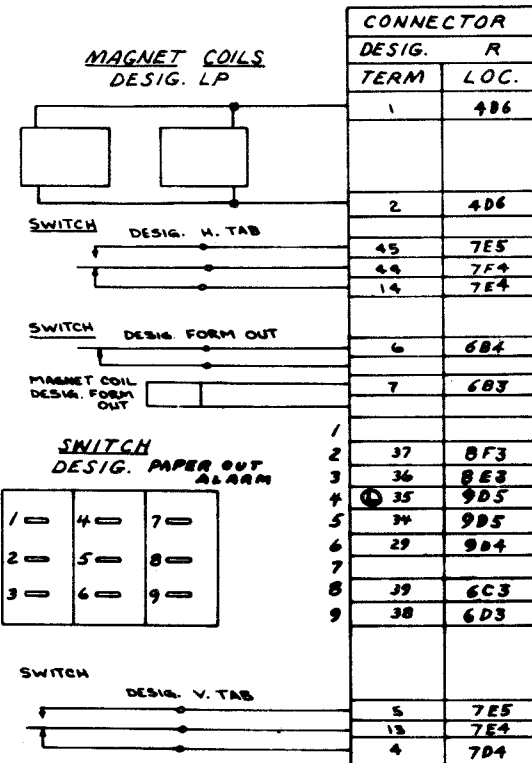 CONNECTOR
DESIG. R
TERM LOC.
MAGNET COILS
DESIG. LP
1 4B6
2 4D6
SWITCH DESIG. H. TAB
45 7E5
44 7F4
14 7E4
SWITCH DESIG. FORM OUT
6 6B4
MAGNET COIL
DESIG. FORM
OUT
7 6B3
SWITCH
DESIG. PAPER OUT
ALARM
1
2 37 8F3
3 36 8E3
4 L 35 9D5
5 34 9D5
6 29 9D4
7
8 39 6C3
9 38 6D3
1 4 7
2 5 8
3 6 9
SWITCH
DESIG. V. TAB
5 7E5
13 7E4
4 7D4